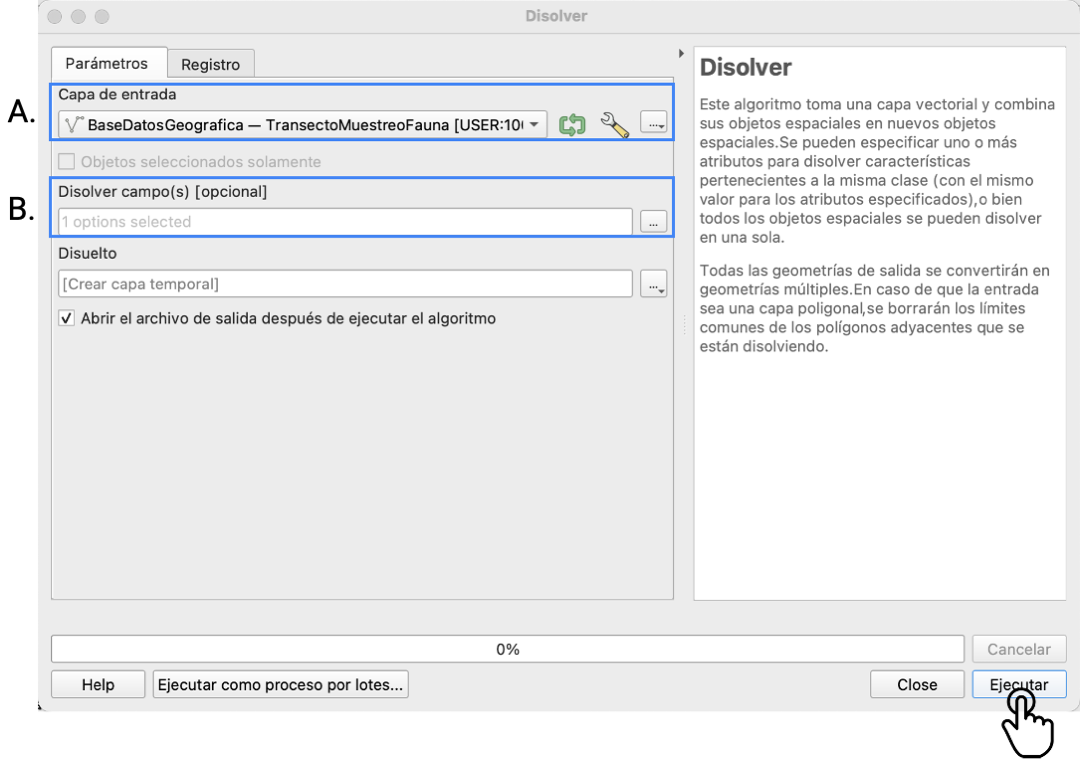 Disolver
Parámetros
Registro
A.
Capa de entrada
BaseDatosGeografica — TransectoMuestreoFauna [USER:10
...
Objetos seleccionados solamente
B.
Disolver campo(s) [opcional]
1 options selected
...
Disuelto
[Crear capa temporal]
...
Abrir el archivo de salida después de ejecutar el algoritmo
Disolver
Este algoritmo toma una capa vectorial y combina
sus objetos espaciales en nuevos objetos
espaciales.Se pueden especificar uno o más
atributos para disolver características
pertenecientes a la misma clase (con el mismo
valor para los atributos especificados),o bien
todos los objetos espaciales se pueden disolver
en una sola.
Todas las geometrías de salida se convertirán en
geometrías múltiples.En caso de que la entrada
sea una capa poligonal,se borrarán los límites
comunes de los polígonos adyacentes que se
están disolviendo.
0%
Cancelar
Help
Ejecutar como proceso por lotes...
Close
Ejecutar